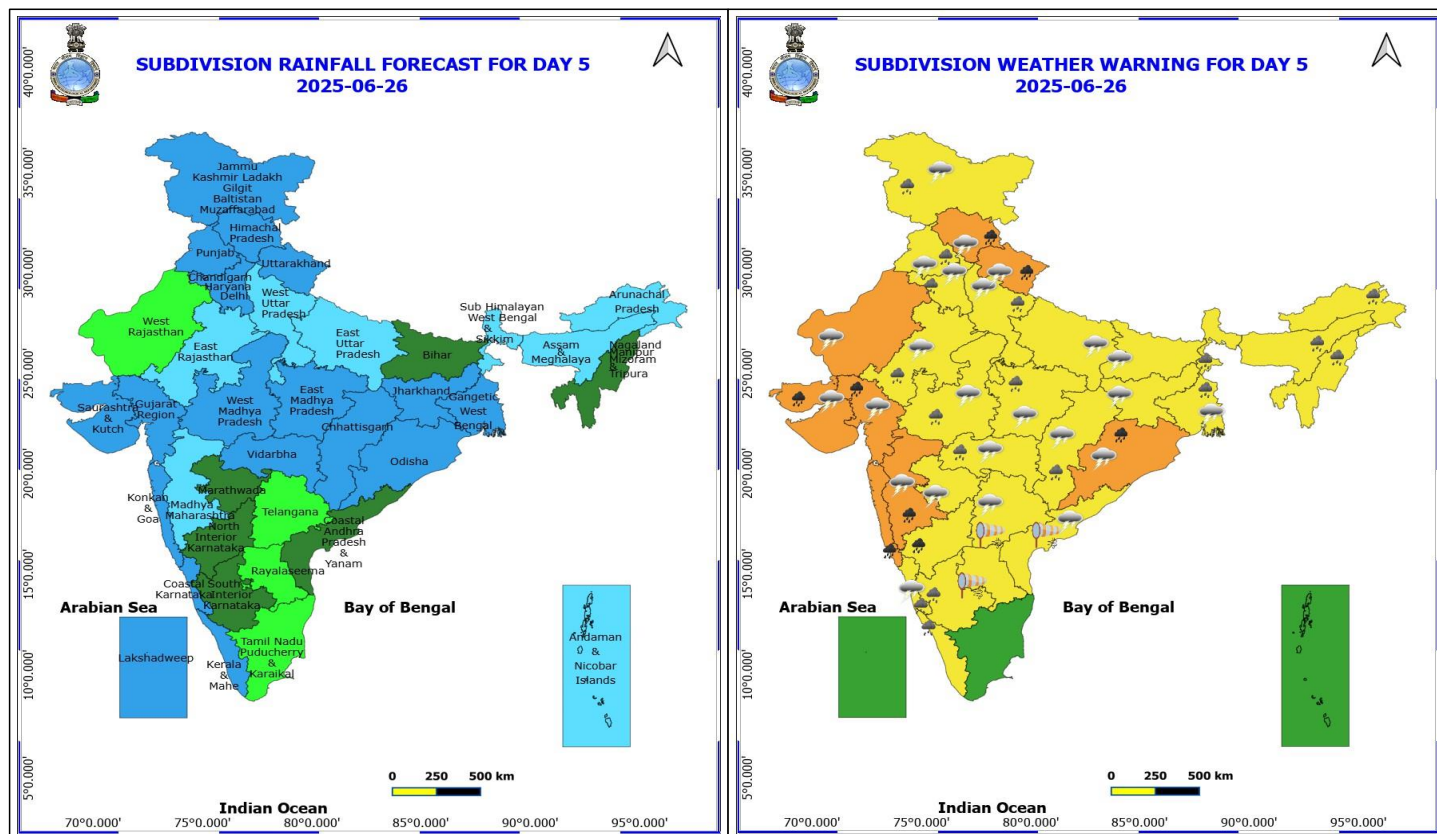 SUBDIVISION RAINFALL FORECAST FOR DAY 5
2025-06-26
40°0.000'
35°0.000'
30°0.000'
25°0.000'
20°0.000'
15°0.000'
10°0.000'
5°0.000'
Jammu
Kashmir Ladakh
Gilgit
Baltistan
Muzaffarabad
Himachal
Pradesh
Punjab
Uttarakhand
Chandigarh
Haryana
Delhi
West
Uttar
Pradesh
West
Rajasthan
East
Rajasthan
East
Uttar
Pradesh
Bihar
Sub Himalayan
West Bengal
&
Sikkim
Arunachal
Pradesh
Assam
&
Meghalaya
Nagaland
Manipur
Mizoram
&
Tripura
Saurashtra
&
Kutch
Gujarat
Region
West
Madhya
Pradesh
East
Madhya
Pradesh
Jharkhand
Gangetic
West
Bengal
Chhattisgarh
Vidarbha
Odisha
Konkan
&
Goa
Madhya
Maharashtra
Marathwada
Telangana
North
Interior
Karnataka
Coastal
Andhra
Pradesh
&
Yanam
Rayalaseema
Coastal
Karnataka
South
Interior
Karnataka
Tamil Nadu
Puducherry
&
Karaikal
Kerala
&
Mahe
Arabian Sea
Bay of Bengal
Lakshadweep
Andaman
&
Nicobar
Islands
0 250 500 km
Indian Ocean
70°0.000' 75°0.000' 80°0.000' 85°0.000' 90°0.000' 95°0.000'
SUBDIVISION WEATHER WARNING FOR DAY 5
2025-06-26
40°0.000'
35°0.000'
30°0.000'
25°0.000'
20°0.000'
15°0.000'
10°0.000'
5°0.000'
Arabian Sea
Bay of Bengal
0 250 500 km
Indian Ocean
70°0.000' 75°0.000' 80°0.000' 85°0.000' 90°0.000' 95°0.000'